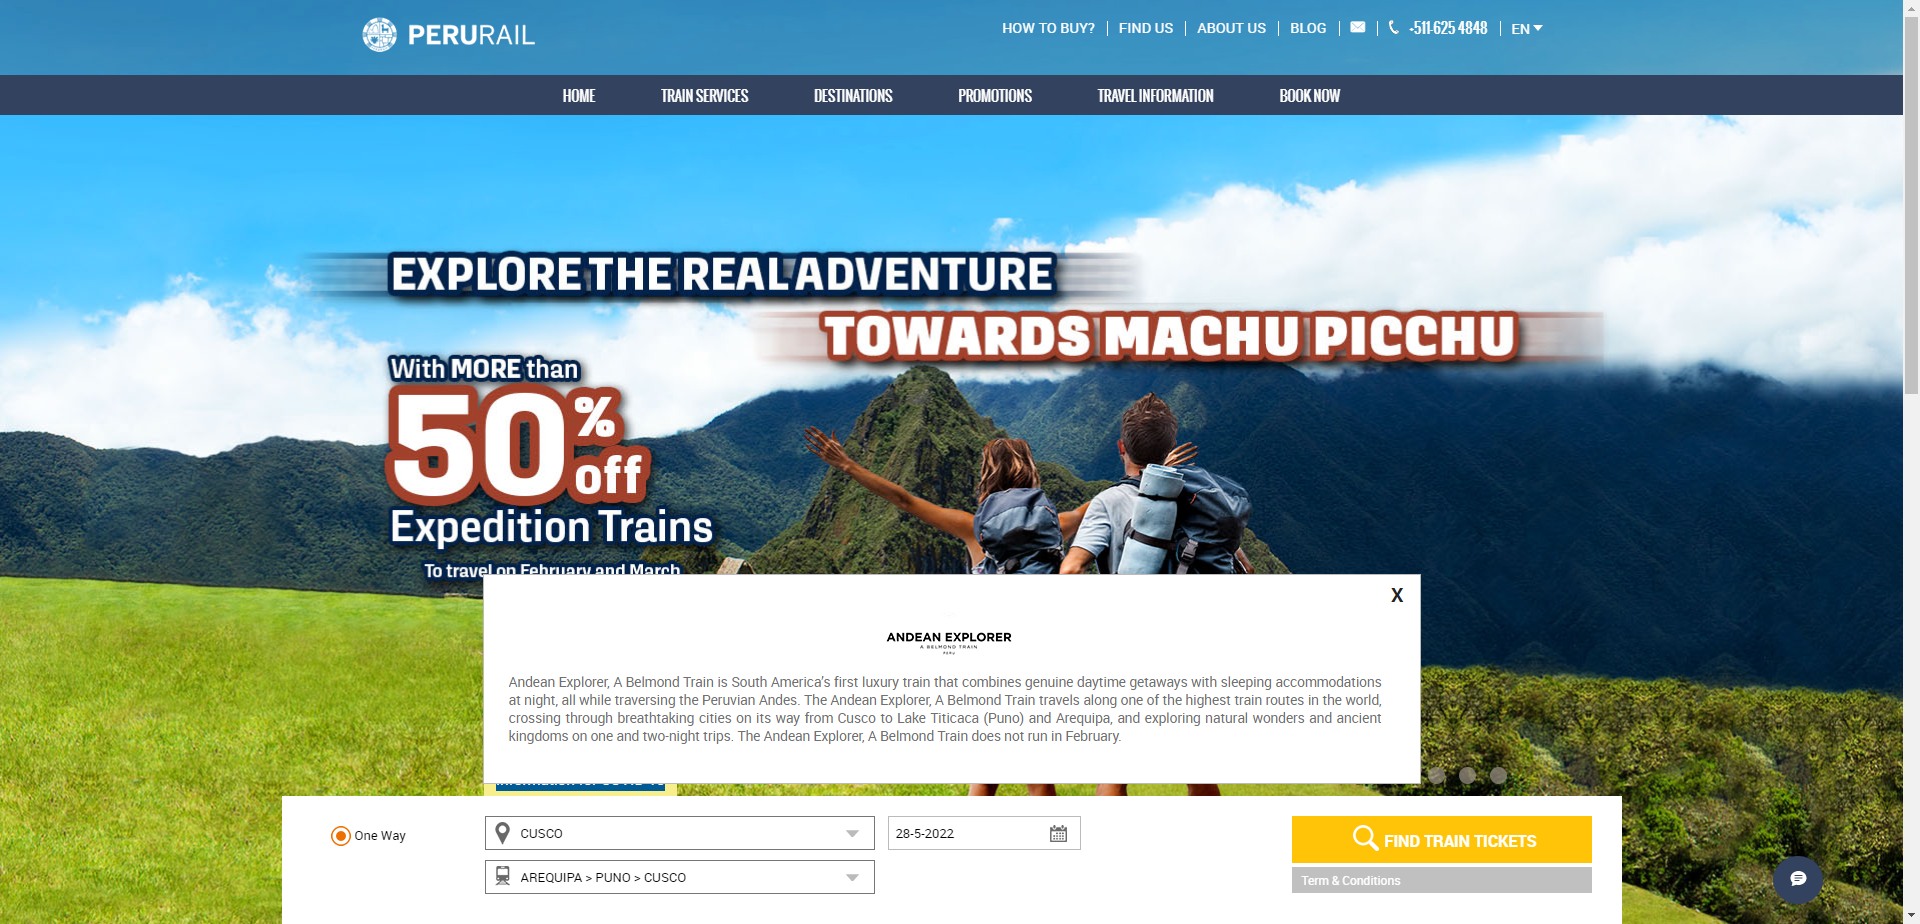 PERURAIL
HOW TO BUY?
FIND US
ABOUT US
BLOG
+511-625 4848
EN
HOME
TRAIN SERVICES
DESTINATIONS
PROMOTIONS
TRAVEL INFORMATION
BOOK NOW
EXPLORE THE REAL ADVENTURE
TOWARDS MACHU PICCHU
With MORE than
50% off
Expedition Trains
To travel on February and March
X
ANDEAN EXPLORER
A BELMOND TRAIN
PERU
Andean Explorer, A Belmond Train is South America's first luxury train that combines genuine daytime getaways with sleeping accommodations
at night, all while traversing the Peruvian Andes. The Andean Explorer, A Belmond Train travels along one of the highest train routes in the world,
crossing through breathtaking cities on its way from Cusco to Lake Titicaca (Puno) and Arequipa, and exploring natural wonders and ancient
kingdoms on one and two-night trips. The Andean Explorer, A Belmond Train does not run in February.
One Way
CUSCO
28-5-2022
FIND TRAIN TICKETS
AREQUIPA > PUNO > CUSCO
Term & Conditions